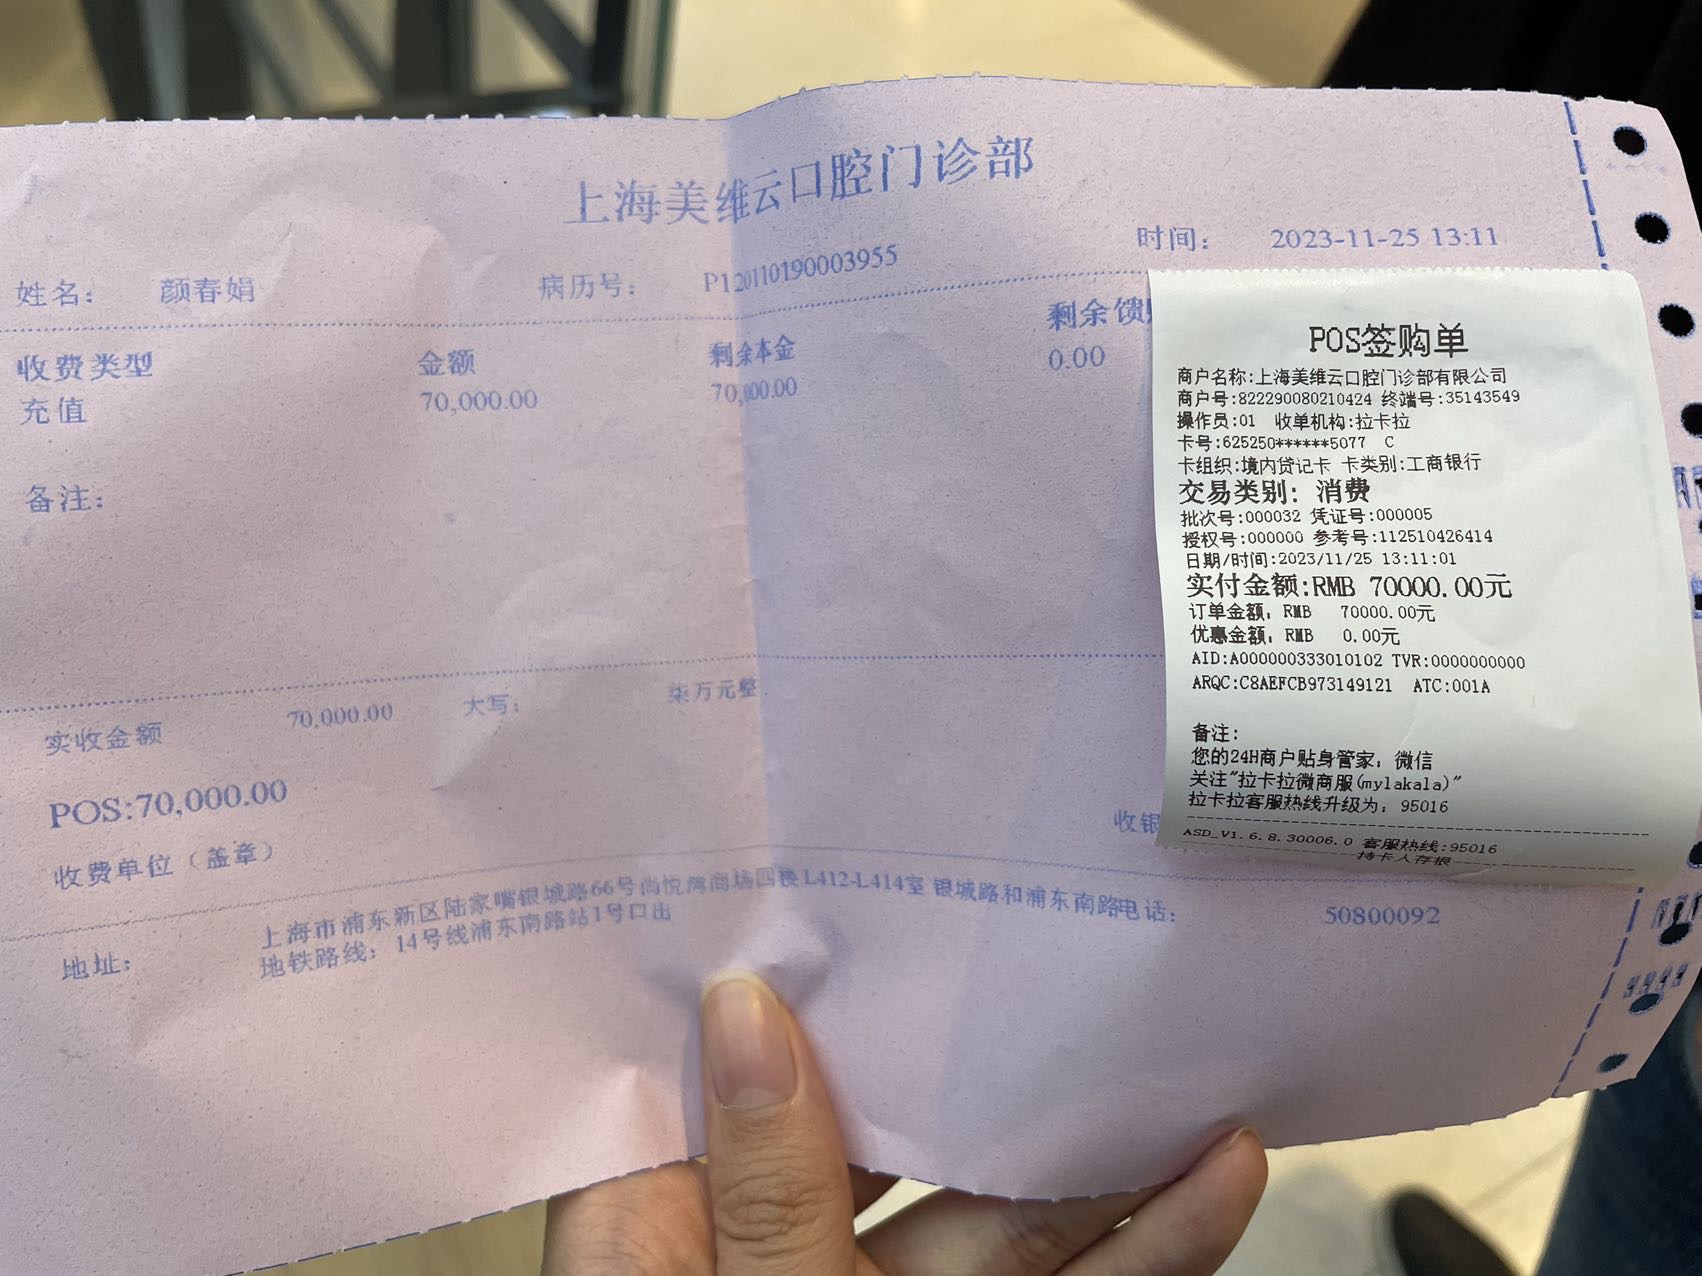 上海美维云口腔门诊部
时间： 2023-11-25 13:11
姓名： 颜春娟 病历号： P120110190003955
收费类型 金额 剩余本金 剩余馈
充值 70,000.00 70,000.00 0.00
备注：
实收金额 70,000.00 大写： 柒万元整
POS:70,000.00
收费单位（盖章） 收银
地址： 上海市浦东新区陆家嘴银城路66号尚悦湾商场四楼L412-L414室 银城路和浦东南路 电话： 50800092
地铁路线：14号线浦东南路站1号口出
POS签购单
商户名称:上海美维云口腔门诊部有限公司
商户号:822290080210424 终端号:35143549
操作员:01 收单机构:拉卡拉
卡号:625250******5077 C
卡组织:境内贷记卡 卡类别:工商银行
交易类别: 消费
批次号:000032 凭证号:000005
授权号:000000 参考号:112510426414
日期/时间:2023/11/25 13:11:01
实付金额:RMB 70000.00元
订单金额：RMB 70000.00元
优惠金额：RMB 0.00元
AID:A000000333010102 TVR:0000000000
ARQC:C8AEFCB973149121 ATC:001A
备注:
您的24H商户贴身管家，微信
关注"拉卡拉微商服(mylakala)"
拉卡拉客服热线升级为：95016
ASD_V1.6.8.30006.0 客服热线:95016
持卡人存根